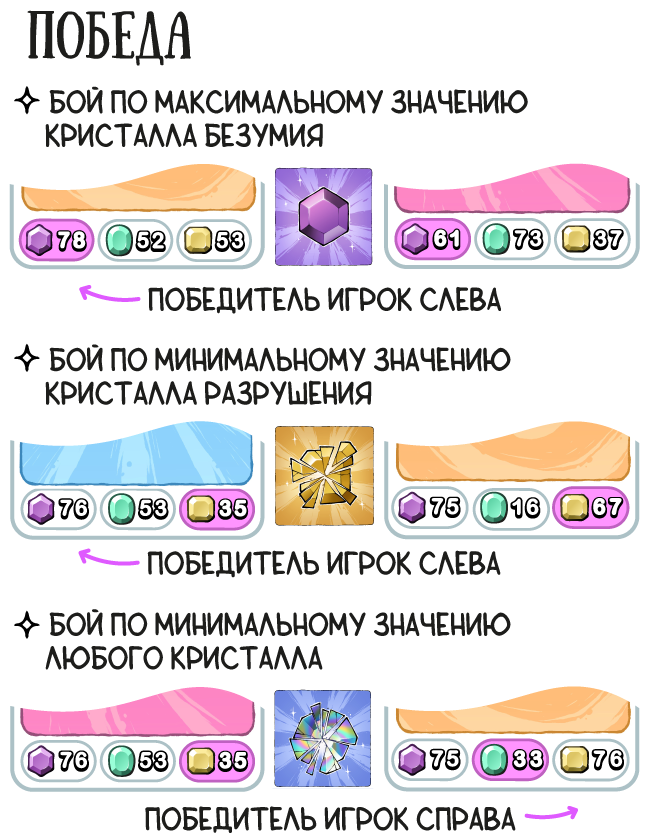 ПОБЕДА
БОЙ ПО МАКСИМАЛЬНОМУ ЗНАЧЕНИЮ
КРИСТАЛЛА БЕЗУМИЯ
78 52 53 61 73 37
ПОБЕДИТЕЛЬ ИГРОК СЛЕВА
БОЙ ПО МИНИМАЛЬНОМУ ЗНАЧЕНИЮ
КРИСТАЛЛА РАЗРУШЕНИЯ
76 53 35 75 16 67
ПОБЕДИТЕЛЬ ИГРОК СЛЕВА
БОЙ ПО МИНИМАЛЬНОМУ ЗНАЧЕНИЮ
ЛЮБОГО КРИСТАЛЛА
76 53 35 75 33 76
ПОБЕДИТЕЛЬ ИГРОК СПРАВА